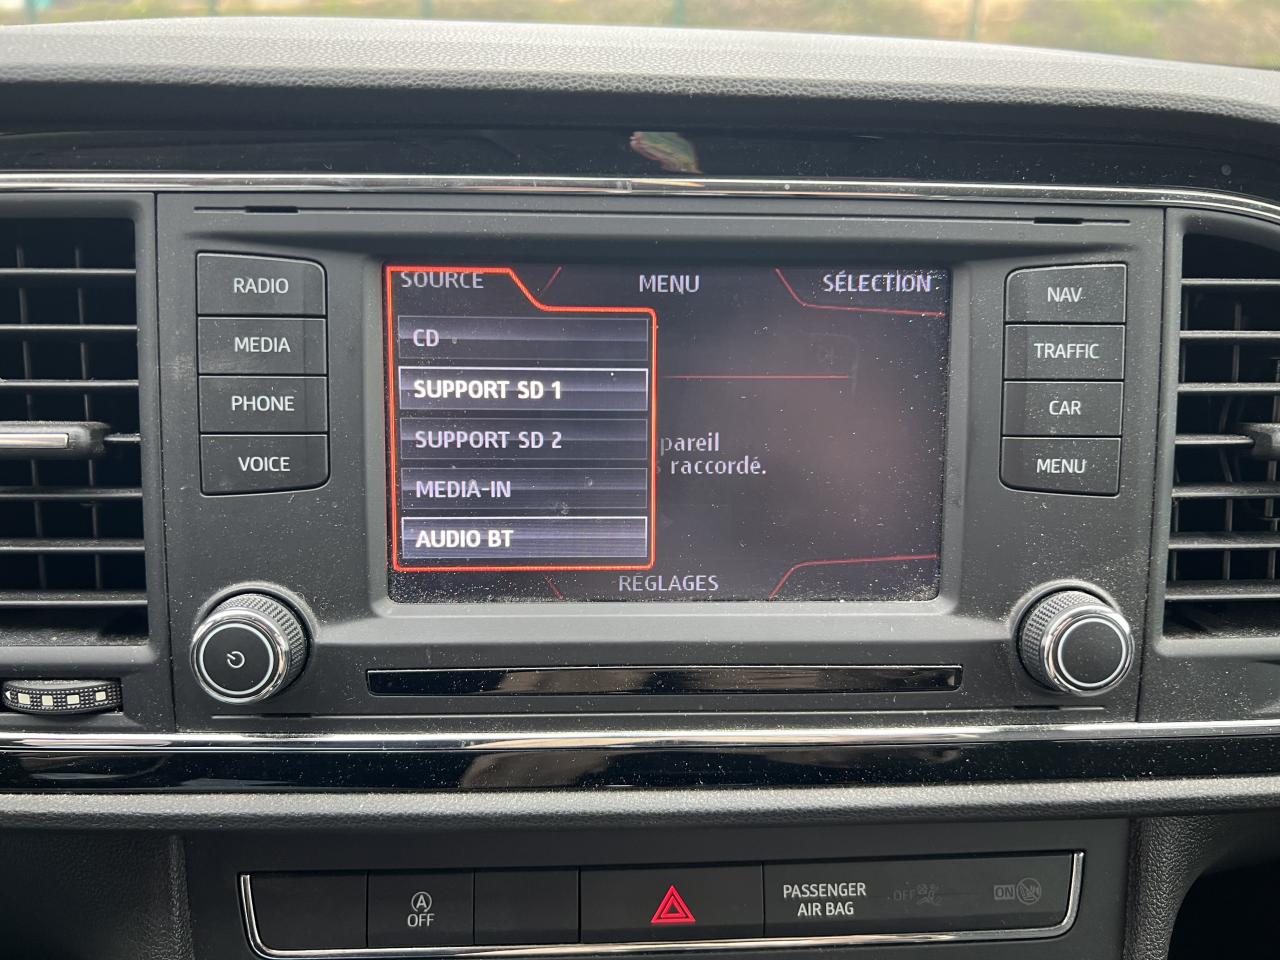 RADIO
MEDIA
PHONE
VOICE
SOURCE
MENU
SÉLECTION
CD
SUPPORT SD 1
SUPPORT SD 2
MEDIA-IN
AUDIO BT
pareil
raccordé.
RÉGLAGES
NAV
TRAFFIC
CAR
MENU
A
OFF
PASSENGER
AIR BAG
OFF
ON